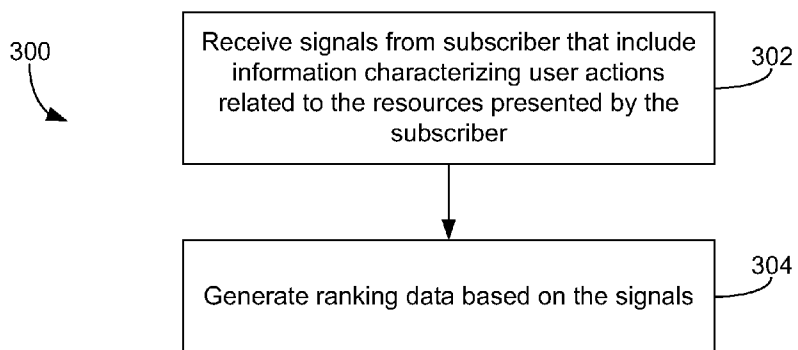 300
Receive signals from subscriber that include
information characterizing user actions
related to the resources presented by the
subscriber
302
Generate ranking data based on the signals
304